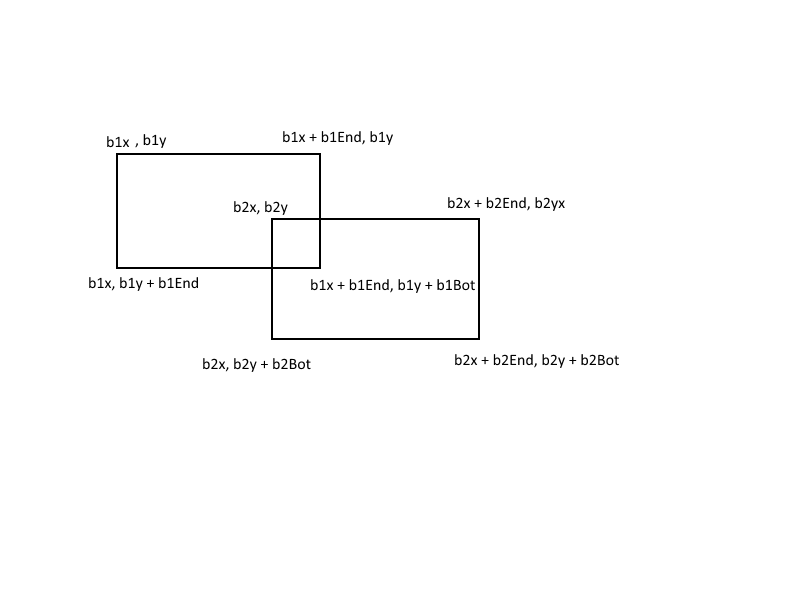 b1x , b1y
b1x + b1End, b1y
b2x, b2y
b2x + b2End, b2yx
b1x, b1y + b1End
b1x + b1End, b1y + b1Bot
b2x, b2y + b2Bot
b2x + b2End, b2y + b2Bot